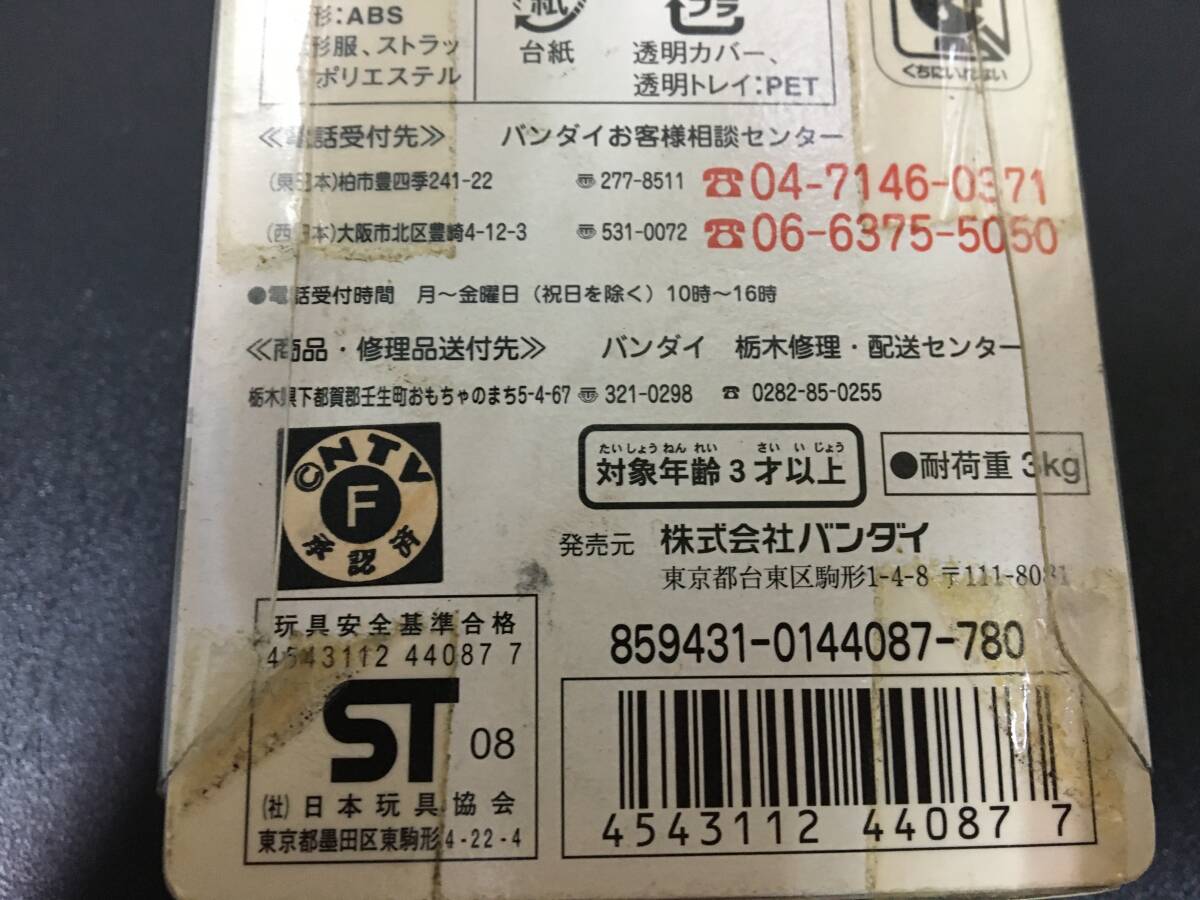 形:ABS
形服、ストラッ
ポリエステル
紙
台紙
プラ
透明カバー、
透明トレイ:PET
くちにいれない
≪電話受付先≫ バンダイお客様相談センター
(東日本)柏市豊四季241-22 〠 277-8511 ☎04-7146-0371
(西日本)大阪市北区豊崎4-12-3 〠 531-0072 ☎06-6375-5050
●電話受付時間 月～金曜日(祝日を除く)10時～16時
≪商品・修理品送付先≫ バンダイ 栃木修理・配送センター
栃木県下都賀郡壬生町おもちゃのまち5-4-67 〠 321-0298 ☎ 0282-85-0255
©NTV
F
承認済
たいしょうねんれい さいいじょう
対象年齢3才以上
●耐荷重 3kg
発売元 株式会社バンダイ
東京都台東区駒形1-4-8 〒111-8081
859431-0144087-780
玩具安全基準合格
4543112 44087 7
ST 08
(社)日本玩具協会
東京都墨田区東駒形4-22-4
4543112 44087 7